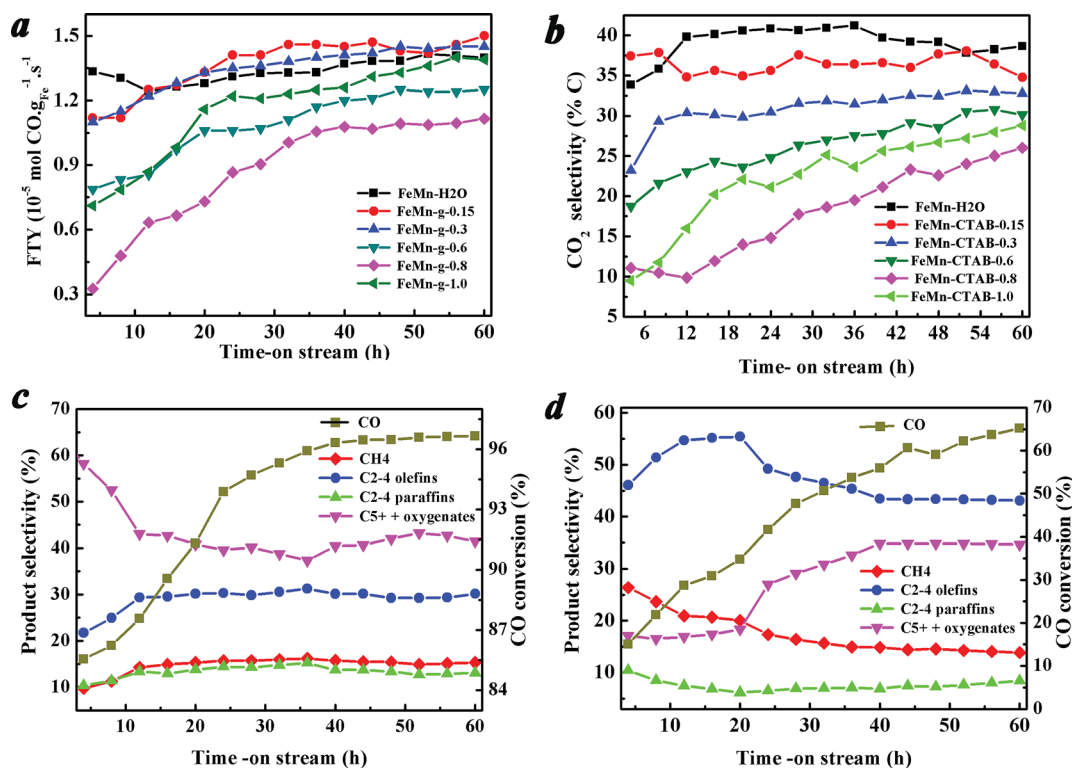 a
FTY (10⁻⁵ mol CO.g_Fe⁻¹.s⁻¹)
1.5
1.2
0.9
0.6
0.3
FeMn-H2O
FeMn-g-0.15
FeMn-g-0.3
FeMn-g-0.6
FeMn-g-0.8
FeMn-g-1.0
10 20 30 40 50 60
Time-on stream (h)
b
CO₂ selectivity (% C)
40
35
30
25
20
15
10
5
FeMn-H2O
FeMn-CTAB-0.15
FeMn-CTAB-0.3
FeMn-CTAB-0.6
FeMn-CTAB-0.8
FeMn-CTAB-1.0
6 12 18 24 30 36 42 48 54 60
Time- on stream (h)
c
Product selectivity (%)
70
60
50
40
30
20
10
CO
CH4
C2-4 olefins
C2-4 paraffins
C5+ + oxygenates
96
93
90
87
84
CO conversion (%)
10 20 30 40 50 60
Time -on stream (h)
d
Product selectivity (%)
60
50
40
30
20
10
CO
CH4
C2-4 olefins
C2-4 paraffins
C5+ + oxygenates
70
60
50
40
30
20
10
0
CO conversion (%)
10 20 30 40 50 60
Time -on stream (h)